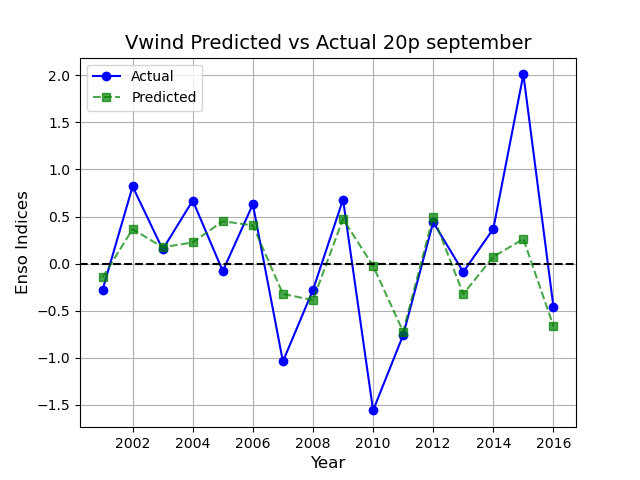 Vwind Predicted vs Actual 20p september
Actual
Predicted
2.0
1.5
1.0
0.5
0.0
−0.5
−1.0
−1.5
Enso Indices
2002 2004 2006 2008 2010 2012 2014 2016
Year